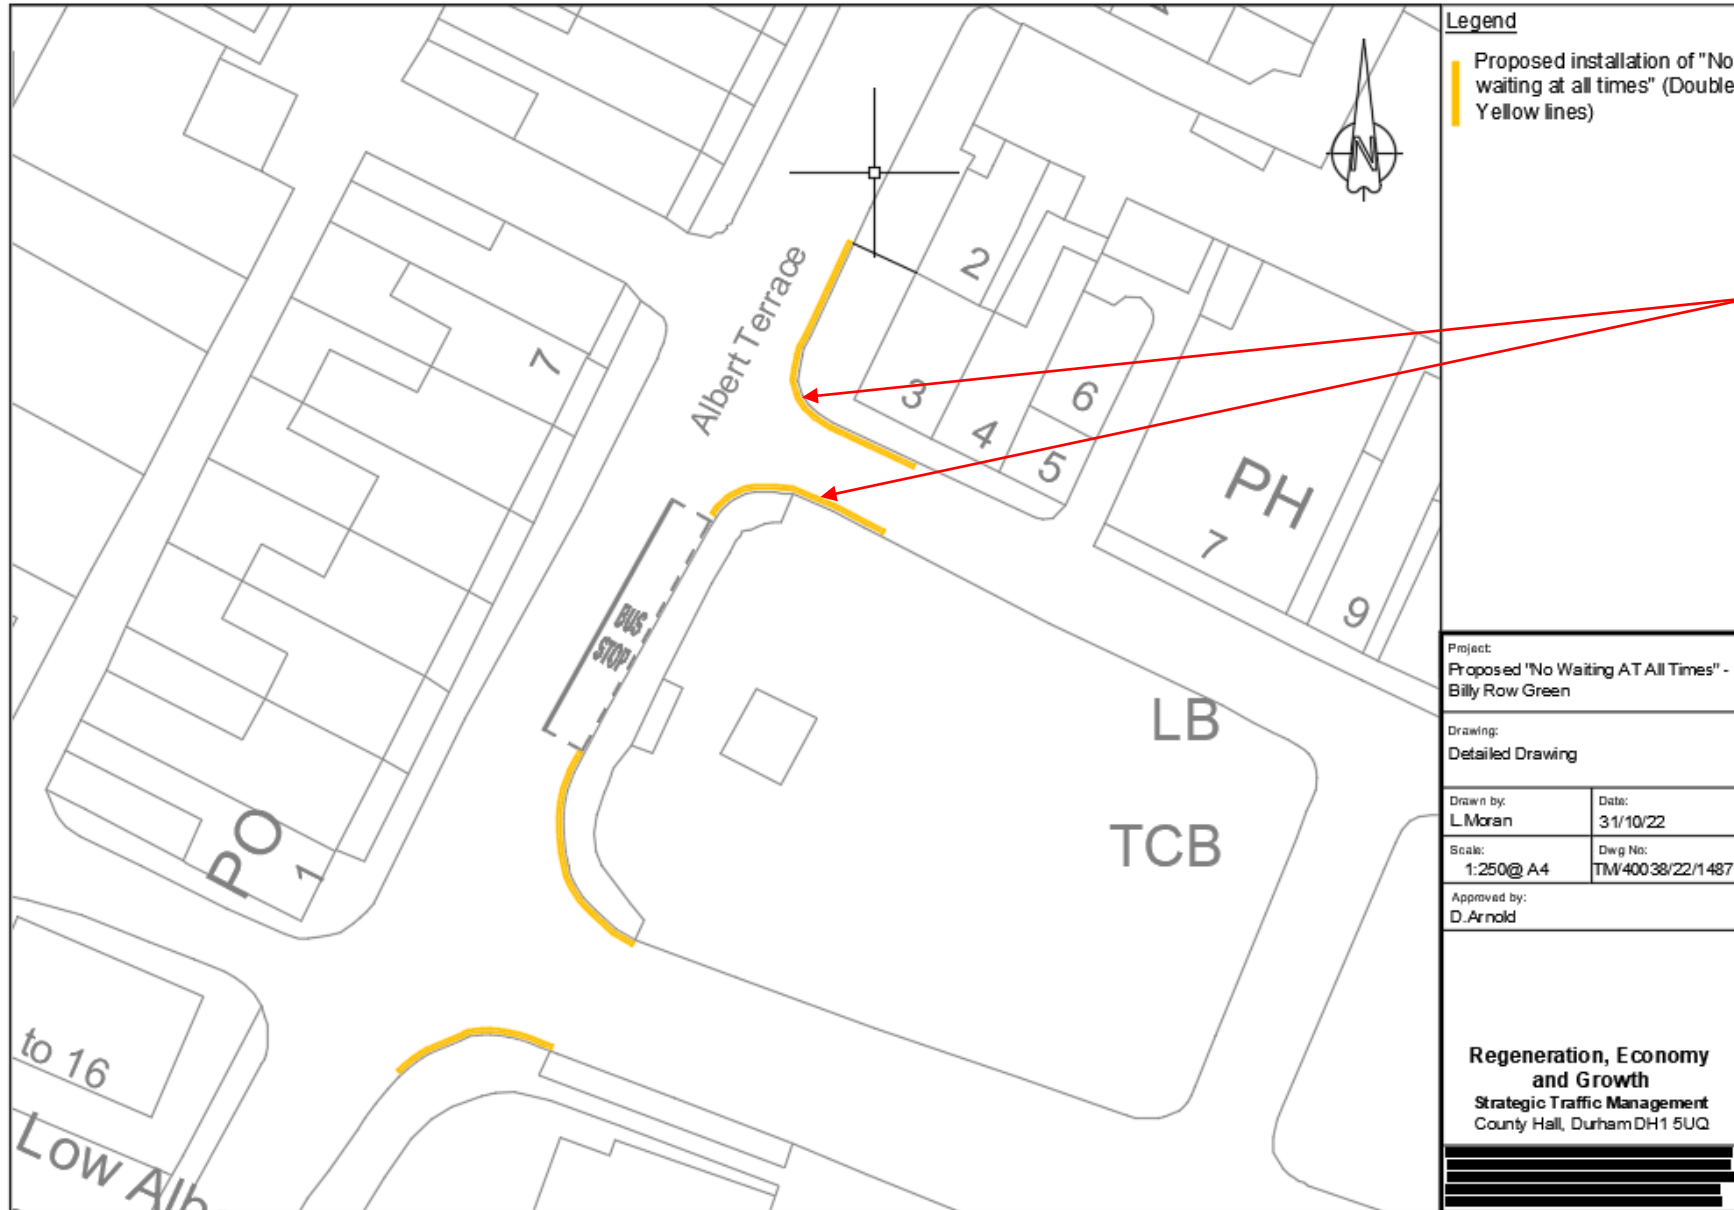 Legend
Proposed installation of "No
waiting at all times" (Double
Yellow lines)
N
Albert Terrace
2
3
4
5
6
7
PH
7
9
BUS
STOP
LB
TCB
PO
1
to 16
Low Alb
Project:
Proposed "No Waiting AT All Times" -
Billy Row Green
Drawing:
Detailed Drawing
Drawn by:
L.Moran
Date:
31/10/22
Scale:
1:250@ A4
Dwg No:
TM/40038/22/1487
Approved by:
D.Arnold
Regeneration, Economy
and Growth
Strategic Traffic Management
County Hall, Durham DH1 5UQ